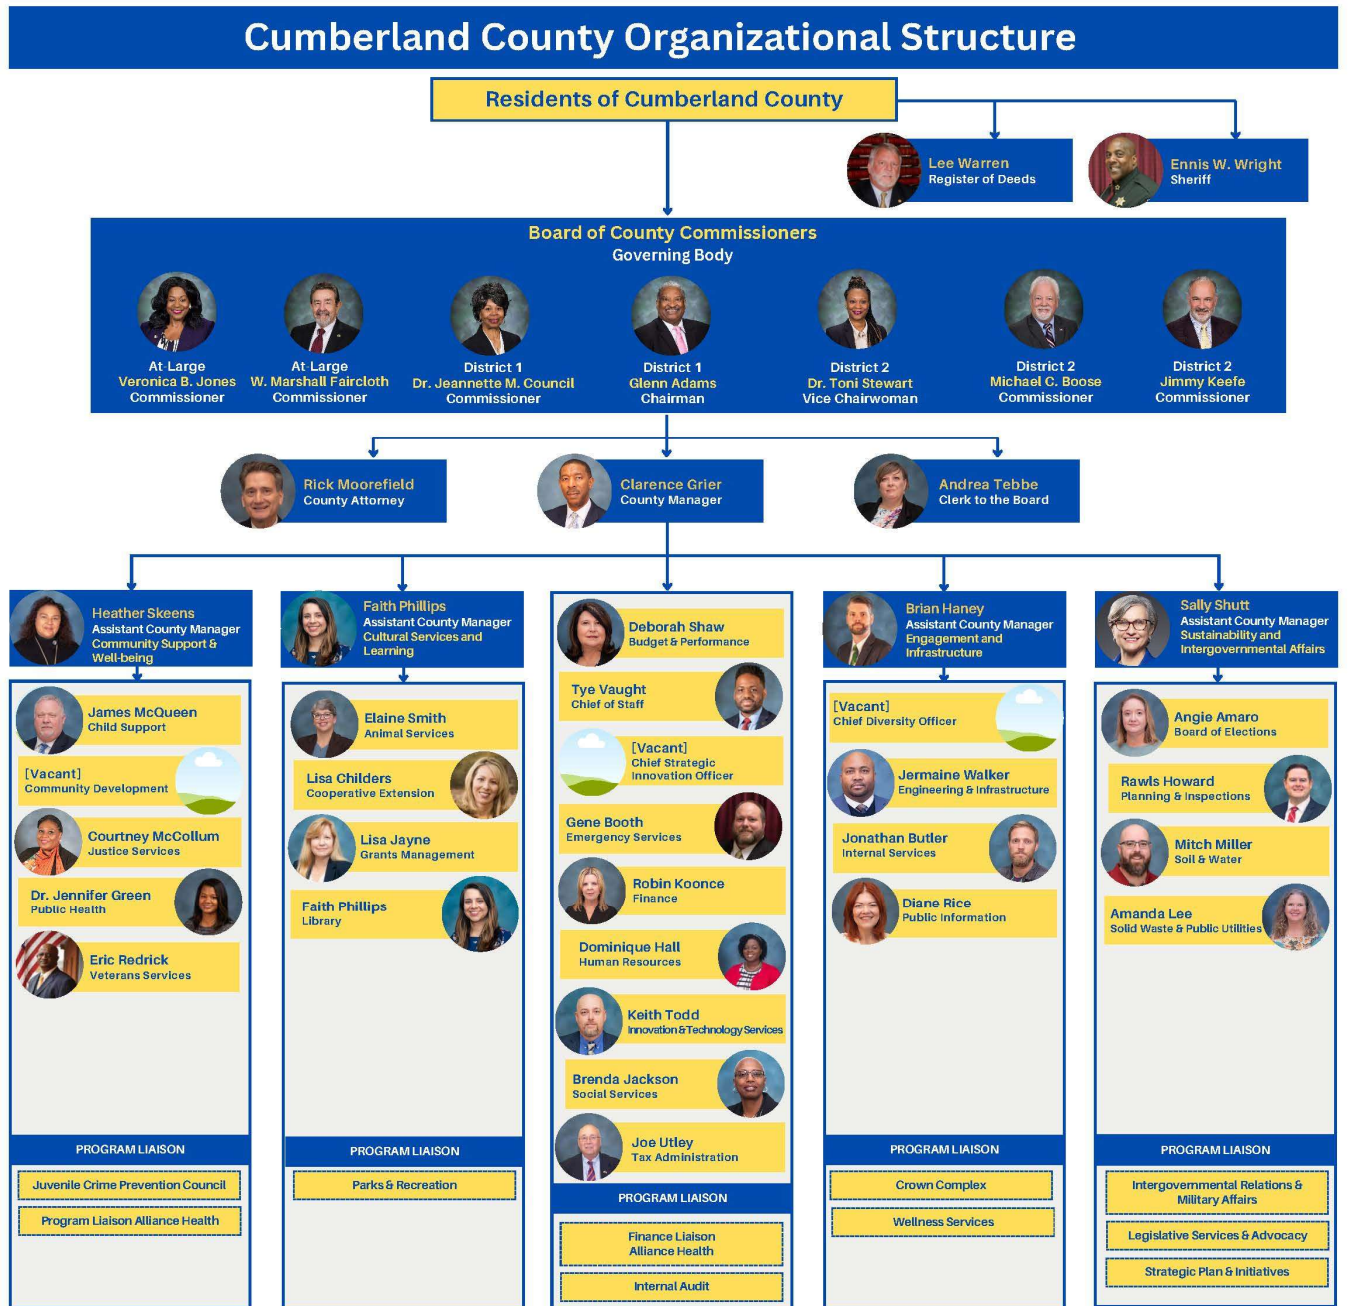 Cumberland County Organizational Structure
Residents of Cumberland County
Lee Warren
Register of Deeds
Ennis W. Wright
Sheriff
Board of County Commissioners
Governing Body
At-Large
Veronica B. Jones
Commissioner
At-Large
W. Marshall Faircloth
Commissioner
District 1
Dr. Jeannette M. Council
Commissioner
District 1
Glenn Adams
Chairman
District 2
Dr. Toni Stewart
Vice Chairwoman
District 2
Michael C. Boose
Commissioner
District 2
Jimmy Keefe
Commissioner
Rick Moorefield
County Attorney
Clarence Grier
County Manager
Andrea Tebbe
Clerk to the Board
Heather Skeens
Assistant County Manager
Community Support &
Well-being
James McQueen
Child Support
[Vacant]
Community Development
Courtney McCollum
Justice Services
Dr. Jennifer Green
Public Health
Eric Redrick
Veterans Services
PROGRAM LIAISON
Juvenile Crime Prevention Council
Program Liaison Alliance Health
Faith Phillips
Assistant County Manager
Cultural Services and
Learning
Elaine Smith
Animal Services
Lisa Childers
Cooperative Extension
Lisa Jayne
Grants Management
Faith Phillips
Library
PROGRAM LIAISON
Parks & Recreation
Deborah Shaw
Budget & Performance
Tye Vaught
Chief of Staff
[Vacant]
Chief Strategic
Innovation Officer
Gene Booth
Emergency Services
Robin Koonce
Finance
Dominique Hall
Human Resources
Keith Todd
Innovation & Technology Services
Brenda Jackson
Social Services
Joe Utley
Tax Administration
PROGRAM LIAISON
Finance Liaison
Alliance Health
Internal Audit
Brian Haney
Assistant County Manager
Engagement and
Infrastructure
[Vacant]
Chief Diversity Officer
Jermaine Walker
Engineering & Infrastructure
Jonathan Butler
Internal Services
Diane Rice
Public Information
PROGRAM LIAISON
Crown Complex
Wellness Services
Sally Shutt
Assistant County Manager
Sustainability and
Intergovernmental Affairs
Angie Amaro
Board of Elections
Rawls Howard
Planning & Inspections
Mitch Miller
Soil & Water
Amanda Lee
Solid Waste & Public Utilities
PROGRAM LIAISON
Intergovernmental Relations &
Military Affairs
Legislative Services & Advocacy
Strategic Plan & Initiatives